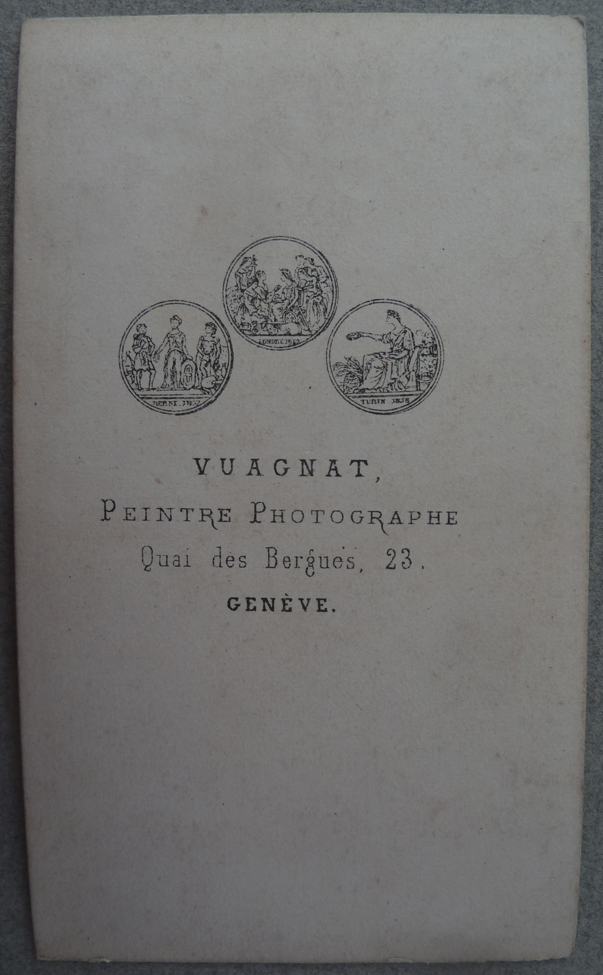 VUAGNAT,
PEINTRE PHOTOGRAPHE
Quai des Bergues, 23.
GENÈVE.